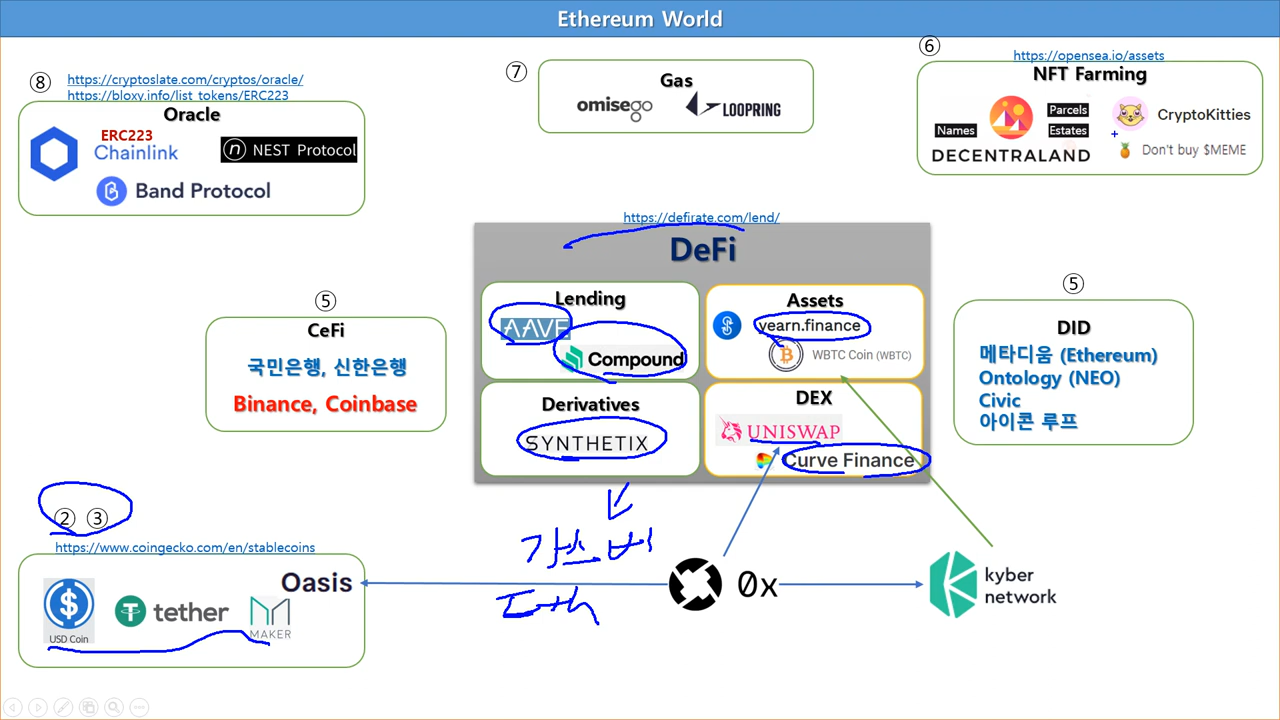 Ethereum World
⑧
https://cryptoslate.com/cryptos/oracle/
https://bloxy.info/list_tokens/ERC223
Oracle
ERC223
Chainlink
NEST Protocol
Band Protocol
⑦
Gas
omisego
LOOPRING
⑥
https://opensea.io/assets
NFT Farming
Names
Parcels
Estates
DECENTRALAND
CryptoKitties
Don't buy $MEME
https://defirate.com/lend/
DeFi
Lending
AAVE
Compound
Assets
yearn.finance
WBTC Coin (WBTC)
Derivatives
SYNTHETIX
DEX
UNISWAP
Curve Finance
⑤
CeFi
국민은행, 신한은행
Binance, Coinbase
⑤
DID
메타디움 (Ethereum)
Ontology (NEO)
Civic
아이콘 루프
② ③
https://www.coingecko.com/en/stablecoins
USD Coin
tether
MAKER
Oasis
가스비
Eth
0x
kyber
network